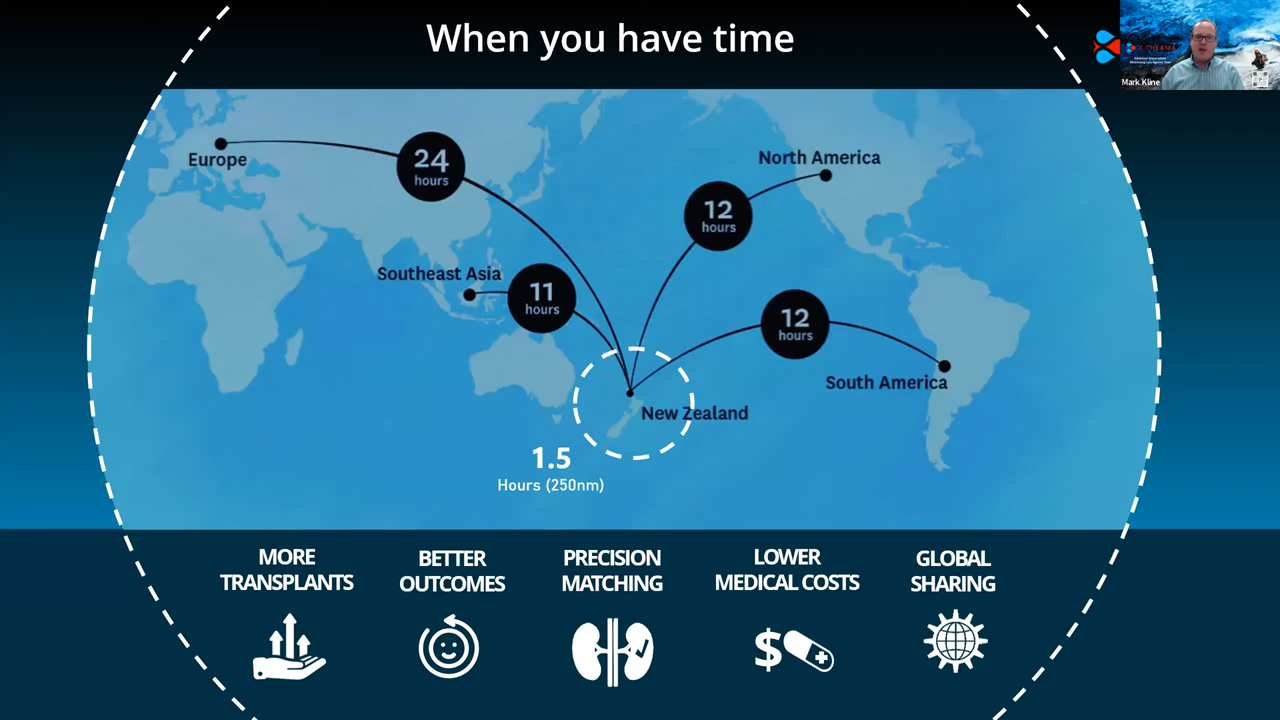 When you have time
Mark Kline
Europe
24
hours
North America
12
hours
Southeast Asia
11
hours
12
hours
South America
New Zealand
1.5
Hours (250nm)
MORE
TRANSPLANTS
BETTER
OUTCOMES
PRECISION
MATCHING
LOWER
MEDICAL COSTS
GLOBAL
SHARING
$